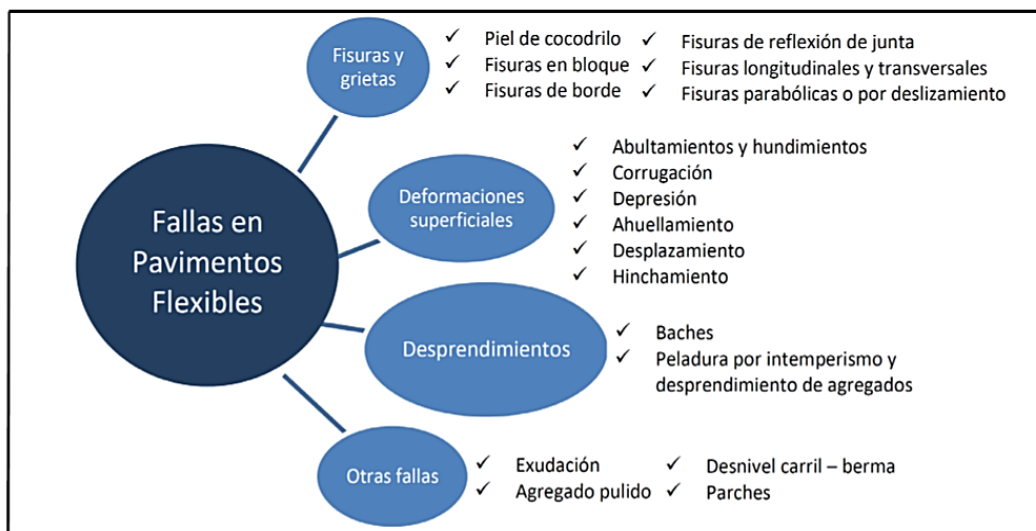 Fallas en
Pavimentos
Flexibles
Fisuras y
grietas
✓ Piel de cocodrilo
✓ Fisuras en bloque
✓ Fisuras de borde
✓ Fisuras de reflexión de junta
✓ Fisuras longitudinales y transversales
✓ Fisuras parabólicas o por deslizamiento
Deformaciones
superficiales
✓ Abultamientos y hundimientos
✓ Corrugación
✓ Depresión
✓ Ahuellamiento
✓ Desplazamiento
✓ Hinchamiento
Desprendimientos
✓ Baches
✓ Peladura por intemperismo y
desprendimiento de agregados
Otras fallas
✓ Exudación
✓ Agregado pulido
✓ Desnivel carril – berma
✓ Parches